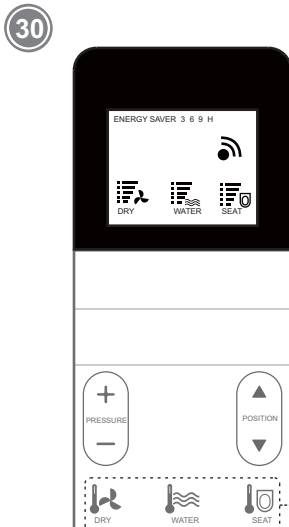 30
ENERGY SAVER 3 6 9 H
DRY WATER SEAT
PRESSURE POSITION
DRY WATER SEAT